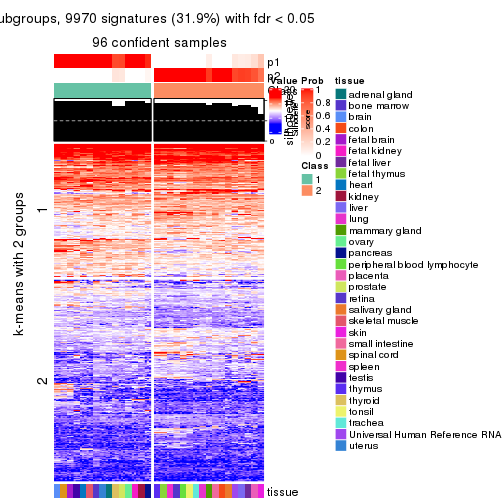 ubgroups, 9970 signatures (31.9%) with fdr < 0.05
96 confident samples
p1
p2
Value
Prob
1
0.8
0.6
0.4
0.2
0
Class
1
2
tissue
adrenal gland
bone marrow
brain
colon
fetal brain
fetal kidney
fetal liver
fetal thymus
heart
kidney
liver
lung
mammary gland
ovary
pancreas
peripheral blood lymphocyte
placenta
prostate
retina
salivary gland
skeletal muscle
skin
small intestine
spinal cord
spleen
testis
thymus
thyroid
tonsil
trachea
Universal Human Reference RNA
uterus
k-means with 2 groups
1
2
tissue